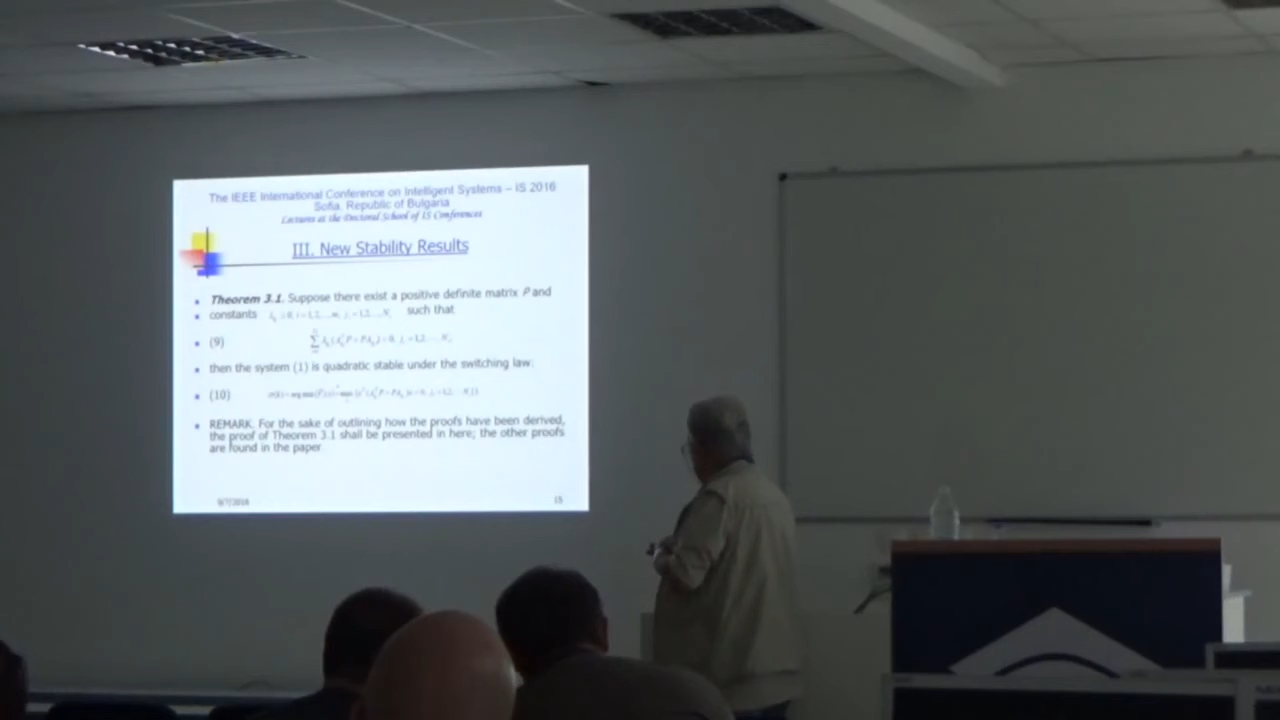 The IEEE International Conference on Intelligent Systems – IS 2016
Sofia, Republic of Bulgaria
Lectures at the Doctoral School of IS Conferences
III. New Stability Results
Theorem 3.1. Suppose there exist a positive definite matrix P and
constants such that
(9)
then the system (1) is quadratic stable under the switching law:
(10)
REMARK. For the sake of outlining how the proofs have been derived,
the proof of Theorem 3.1 shall be presented in here; the other proofs
are found in the paper
9/7/2016
15